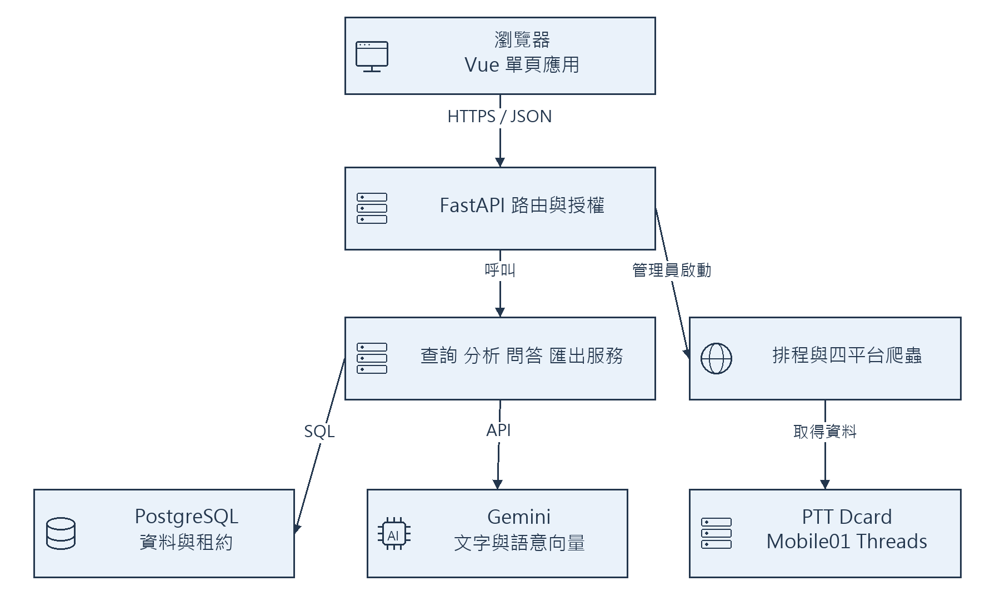 瀏覽器
Vue 單頁應用
HTTPS / JSON
FastAPI 路由與授權
呼叫
管理員啟動
查詢 分析 問答 匯出服務
排程與四平台爬蟲
SQL
API
取得資料
PostgreSQL
資料與租約
AI
Gemini
文字與語意向量
PTT Dcard
Mobile01 Threads